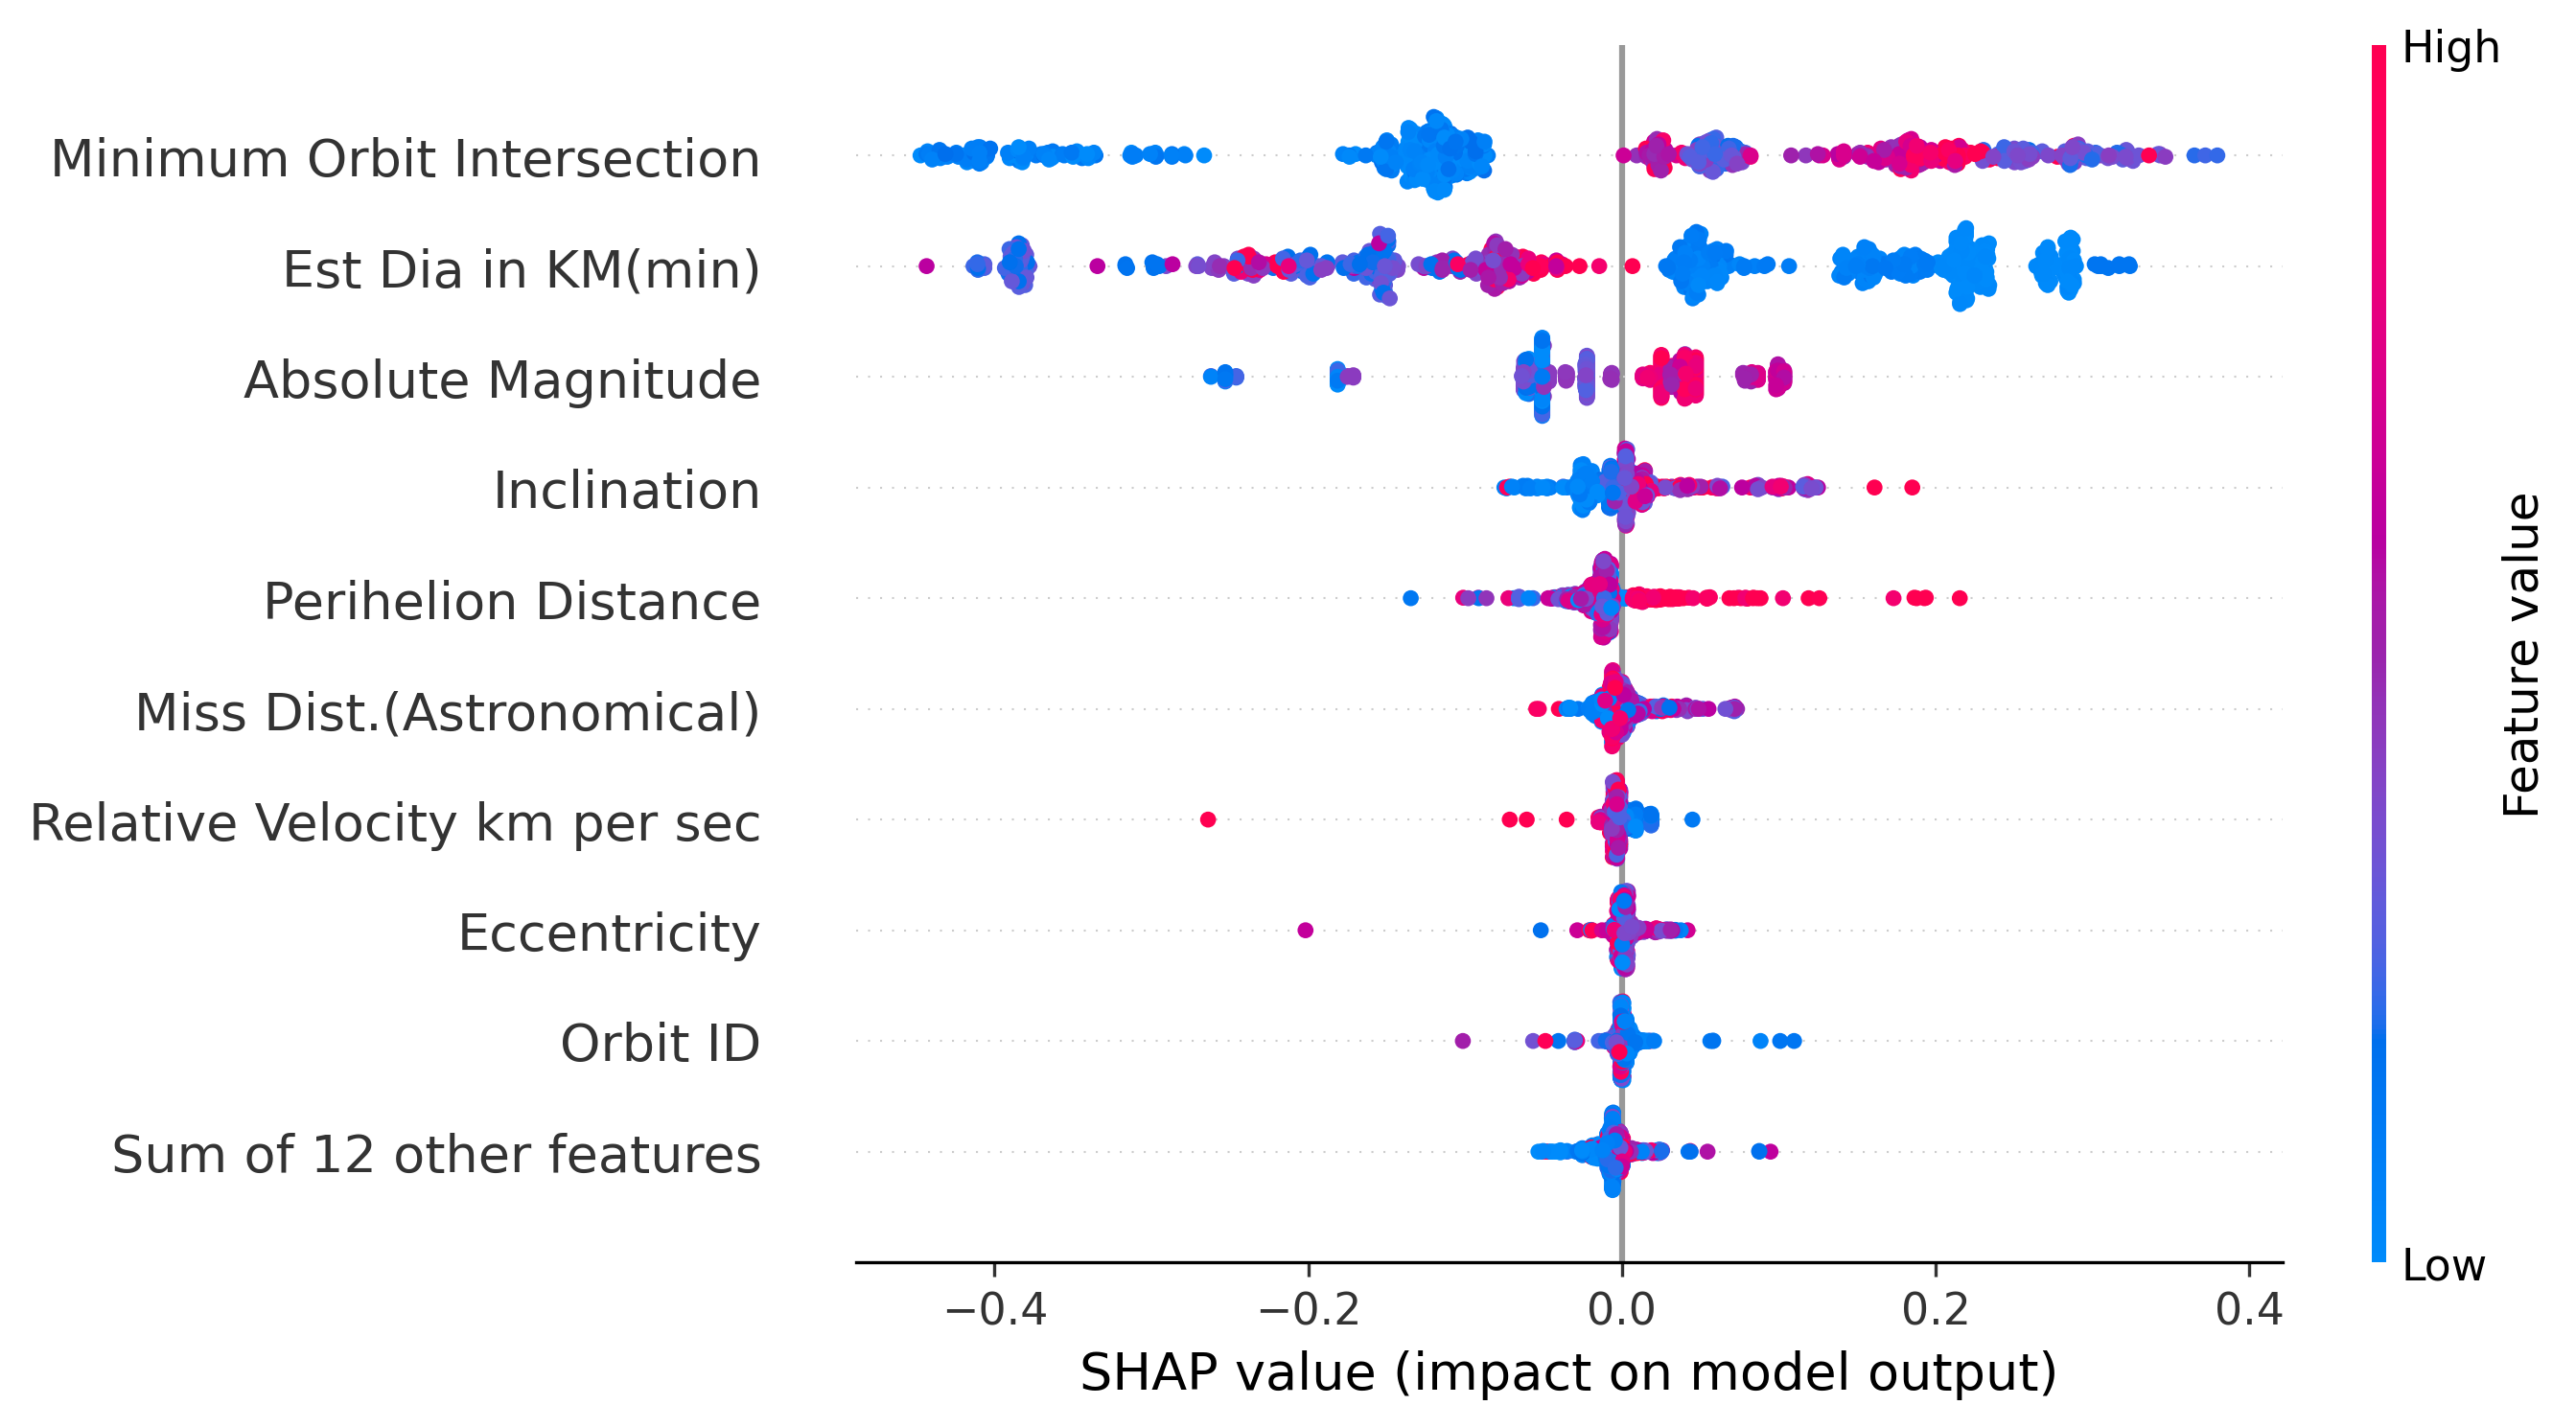 High
Minimum Orbit Intersection
Est Dia in KM(min)
Absolute Magnitude
Inclination
Perihelion Distance
Miss Dist.(Astronomical)
Relative Velocity km per sec
Eccentricity
Orbit ID
Sum of 12 other features
Feature value
Low
−0.4 −0.2 0.0 0.2 0.4
SHAP value (impact on model output)